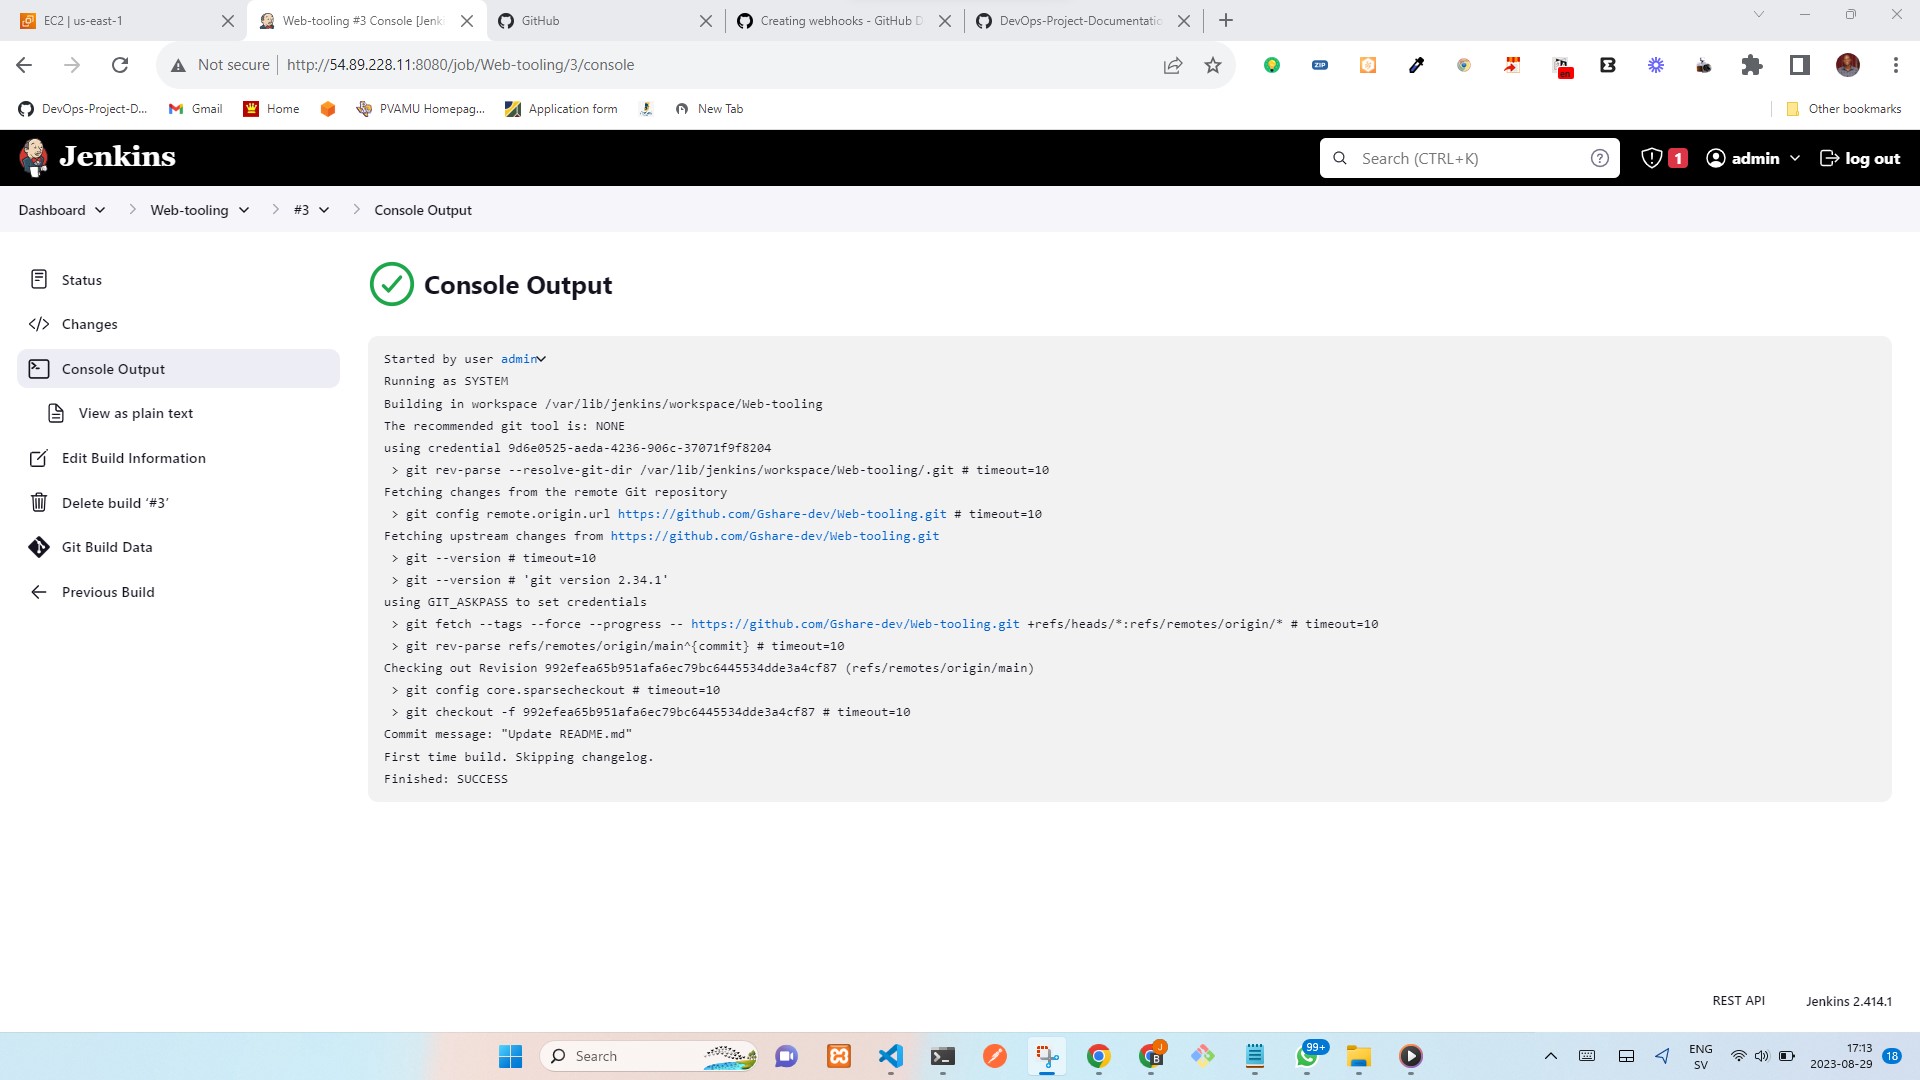 EC2 | us-east-1
Web-tooling #3 Console [Jenki
GitHub
Creating webhooks - GitHub D
DevOps-Project-Documentatio
Not secure
http://54.89.228.11:8080/job/Web-tooling/3/console
ZIP
en
DevOps-Project-D...
Gmail
Home
PVAMU Homepag...
Application form
New Tab
Other bookmarks
Jenkins
Search (CTRL+K)
1
admin
log out
Dashboard
Web-tooling
#3
Console Output
Status
Changes
Console Output
View as plain text
Edit Build Information
Delete build ‘#3’
Git Build Data
Previous Build
Console Output
Started by user admin
Running as SYSTEM
Building in workspace /var/lib/jenkins/workspace/Web-tooling
The recommended git tool is: NONE
using credential 9d6e0525-aeda-4236-906c-37071f9f8204
 > git rev-parse --resolve-git-dir /var/lib/jenkins/workspace/Web-tooling/.git # timeout=10
Fetching changes from the remote Git repository
 > git config remote.origin.url https://github.com/Gshare-dev/Web-tooling.git # timeout=10
Fetching upstream changes from https://github.com/Gshare-dev/Web-tooling.git
 > git --version # timeout=10
 > git --version # 'git version 2.34.1'
using GIT_ASKPASS to set credentials
 > git fetch --tags --force --progress -- https://github.com/Gshare-dev/Web-tooling.git +refs/heads/*:refs/remotes/origin/* # timeout=10
 > git rev-parse refs/remotes/origin/main^{commit} # timeout=10
Checking out Revision 992efea65b951afa6ec79bc6445534dde3a4cf87 (refs/remotes/origin/main)
 > git config core.sparsecheckout # timeout=10
 > git checkout -f 992efea65b951afa6ec79bc6445534dde3a4cf87 # timeout=10
Commit message: "Update README.md"
First time build. Skipping changelog.
Finished: SUCCESS
REST API
Jenkins 2.414.1
Search
J
B
99+
ENG
SV
17:13
2023-08-29
18